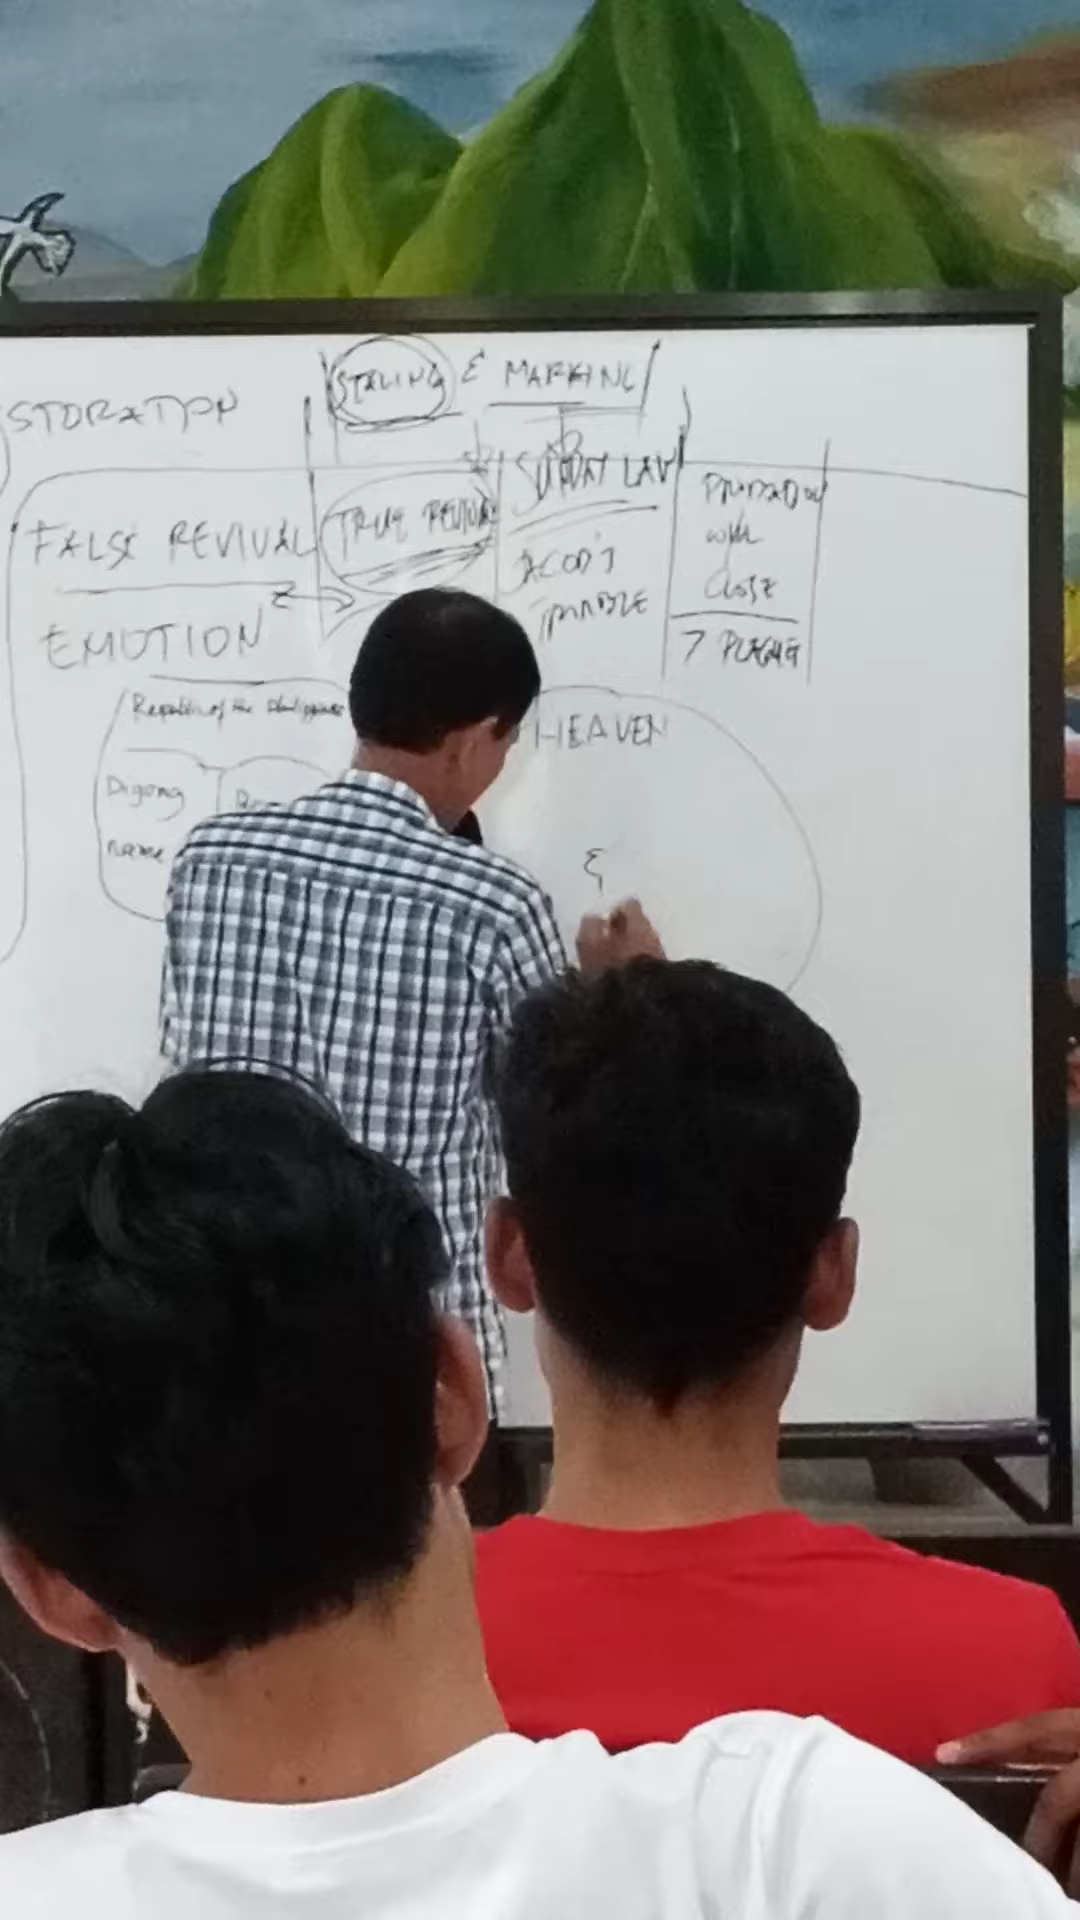 SEALING & MARKING
STORATION
SUNDAY LAW
FALSE REVIVAL
TRUE REVIVAL
JACOB'S
TROUBLE
PROBATION
will
CLOSE
7 PLAGUE
EMOTION
Republic of the Philippines
HEAVEN
Digong
name
&